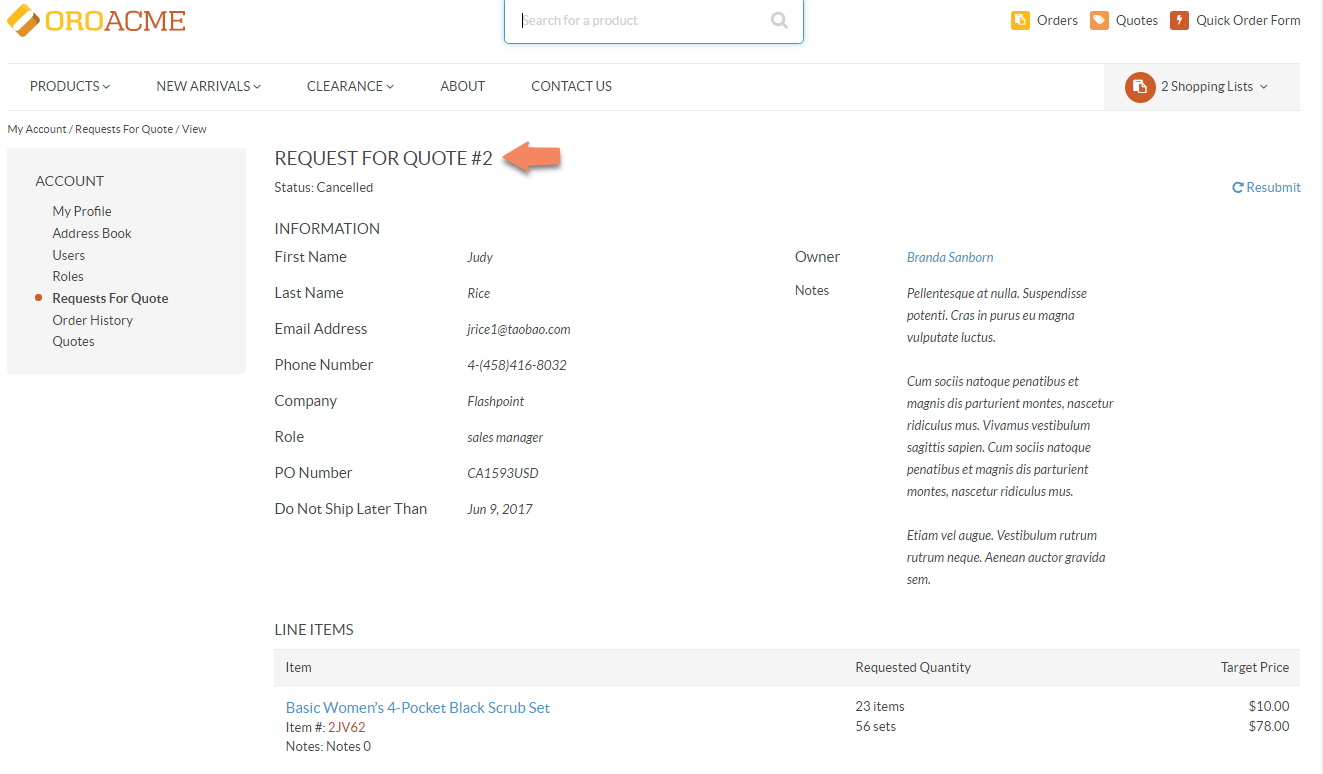 OROACME
Search for a product
Orders Quotes Quick Order Form
PRODUCTS NEW ARRIVALS CLEARANCE ABOUT CONTACT US
2 Shopping Lists
My Account / Requests For Quote / View
ACCOUNT
My Profile
Address Book
Users
Roles
Requests For Quote
Order History
Quotes
REQUEST FOR QUOTE #2
Status: Cancelled
Resubmit
INFORMATION
First Name Judy
Last Name Rice
Email Address jrice1@taobao.com
Phone Number 4-(458)416-8032
Company Flashpoint
Role sales manager
PO Number CA1593USD
Do Not Ship Later Than Jun 9, 2017
Owner Branda Sanborn
Notes Pellentesque at nulla. Suspendisse
potenti. Cras in purus eu magna
vulputate luctus.
Cum sociis natoque penatibus et
magnis dis parturient montes, nascetur
ridiculus mus. Vivamus vestibulum
sagittis sapien. Cum sociis natoque
penatibus et magnis dis parturient
montes, nascetur ridiculus mus.
Etiam vel augue. Vestibulum rutrum
rutrum neque. Aenean auctor gravida
sem.
LINE ITEMS
Item Requested Quantity Target Price
Basic Women’s 4-Pocket Black Scrub Set 23 items $10.00
Item #: 2JV62 56 sets $78.00
Notes: Notes 0